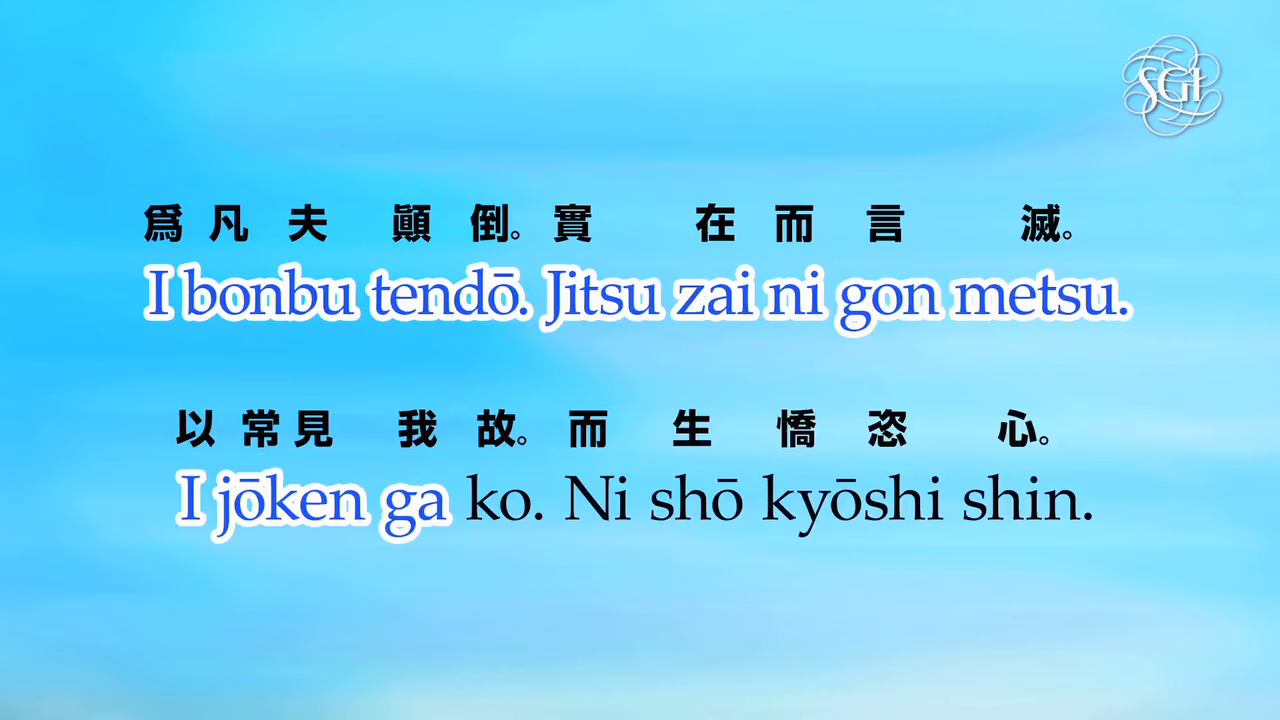 SGI
爲凡夫顚倒。實在而言滅。
I bonbu tendō. Jitsu zai ni gon metsu.
以常見我故。而生憍恣心。
I jōken ga ko. Ni shō kyōshi shin.